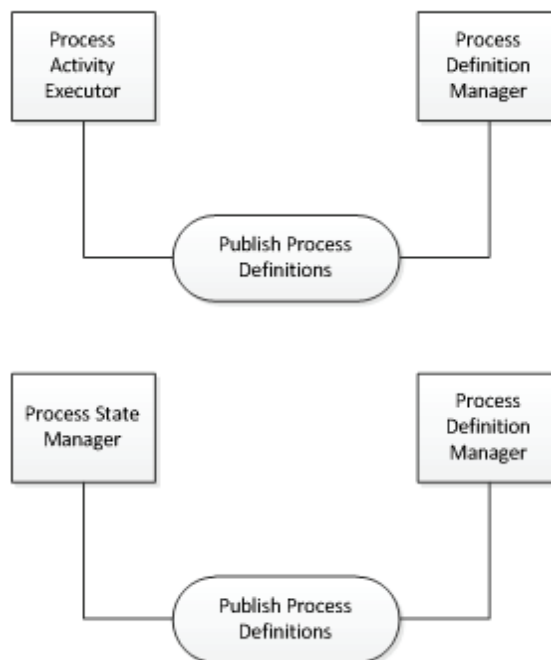 Process
Activity
Executor
Process
Definition
Manager
Publish Process
Definitions
Process State
Manager
Process
Definition
Manager
Publish Process
Definitions